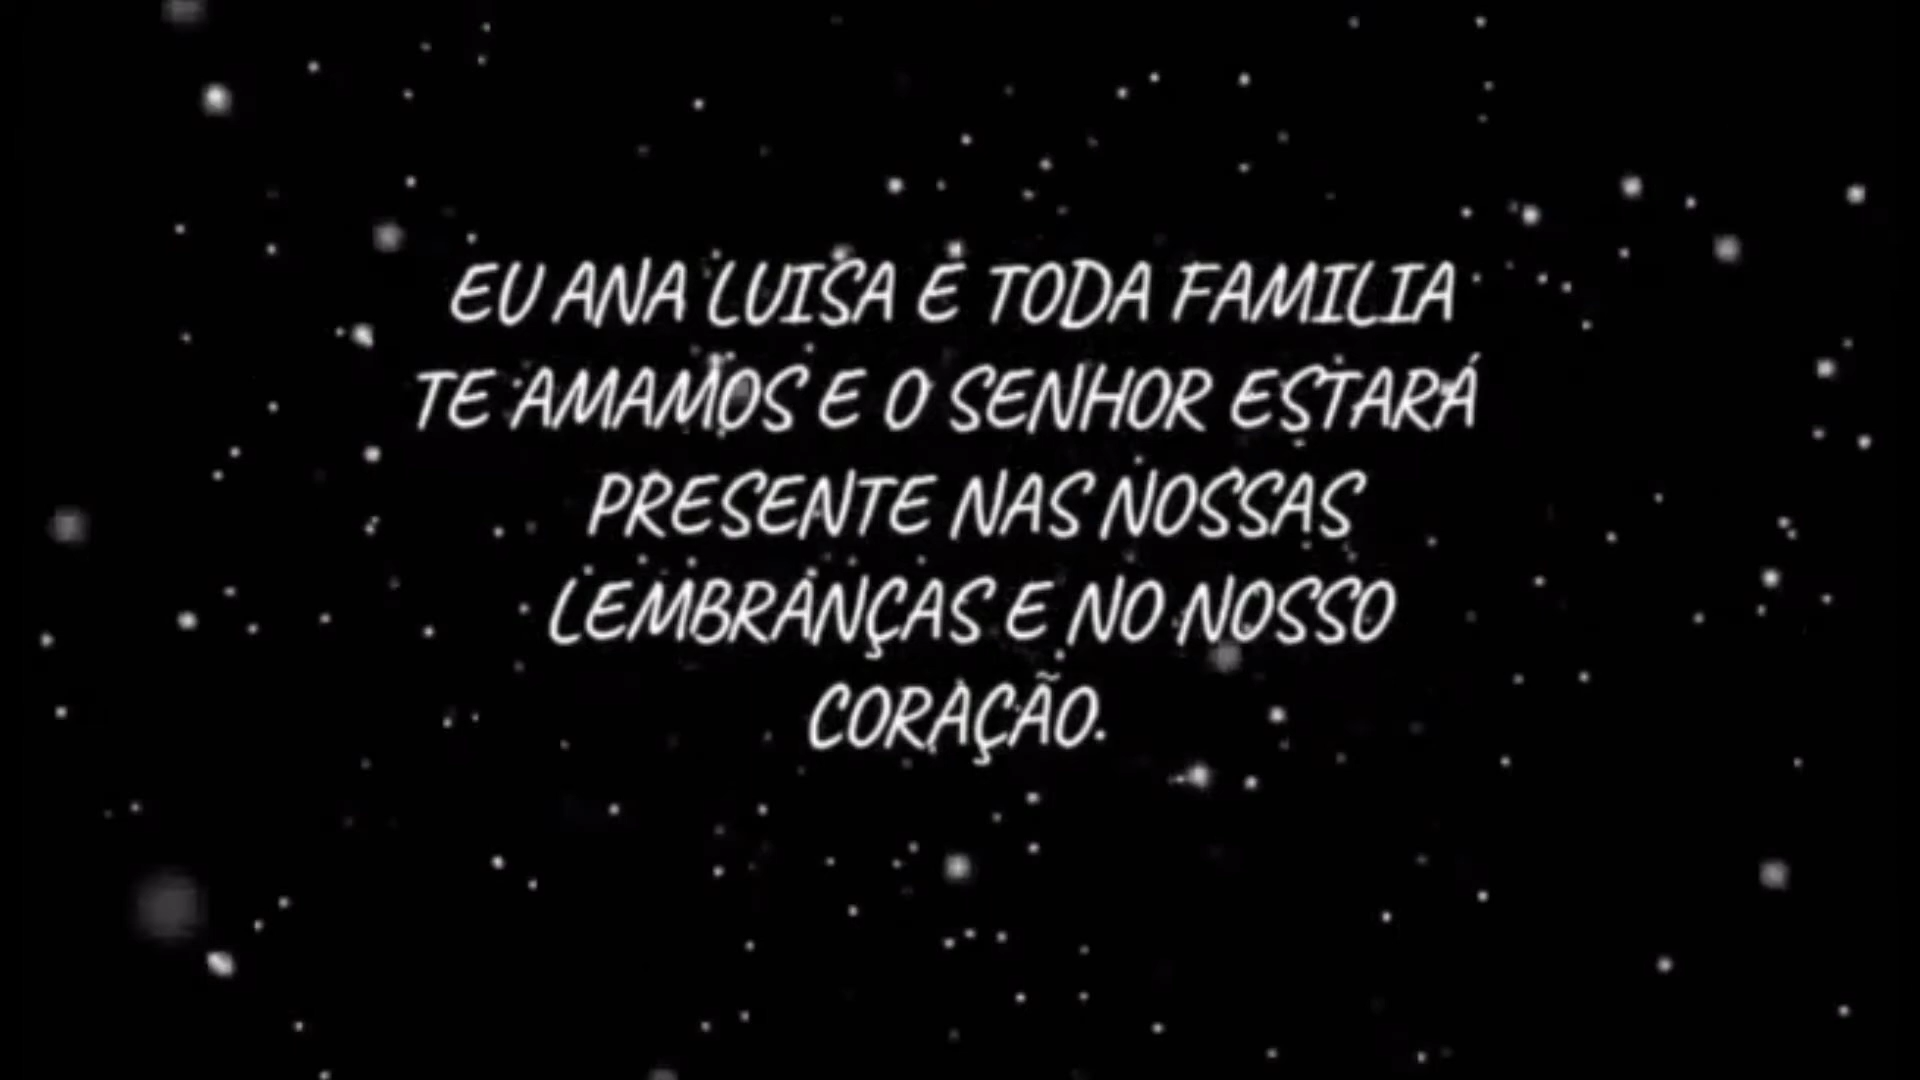 EU ANA LUISA E TODA FAMILIA
TE AMAMOS E O SENHOR ESTARÁ
PRESENTE NAS NOSSAS
LEMBRANÇAS E NO NOSSO
CORAÇÃO.